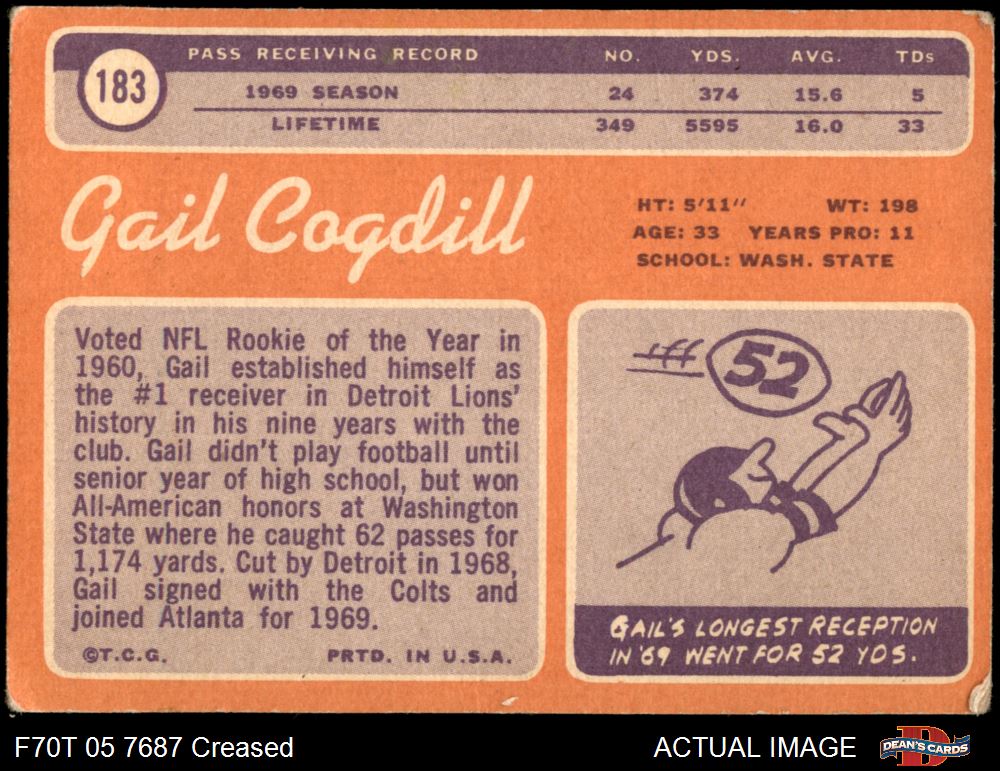 183
PASS RECEIVING RECORD NO. YDS. AVG. TDs
1969 SEASON 24 374 15.6 5
LIFETIME 349 5595 16.0 33
Gail Cogdill
HT: 5'11" WT: 198
AGE: 33 YEARS PRO: 11
SCHOOL: WASH. STATE
Voted NFL Rookie of the Year in
1960, Gail established himself as
the #1 receiver in Detroit Lions'
history in his nine years with the
club. Gail didn't play football until
senior year of high school, but won
All-American honors at Washington
State where he caught 62 passes for
1,174 yards. Cut by Detroit in 1968,
Gail signed with the Colts and
joined Atlanta for 1969.
©T.C.G. PRTD. IN U.S.A.
52
GAIL'S LONGEST RECEPTION
IN '69 WENT FOR 52 YDS.
F70T 05 7687 Creased
ACTUAL IMAGE
D
DEAN'S CARDS